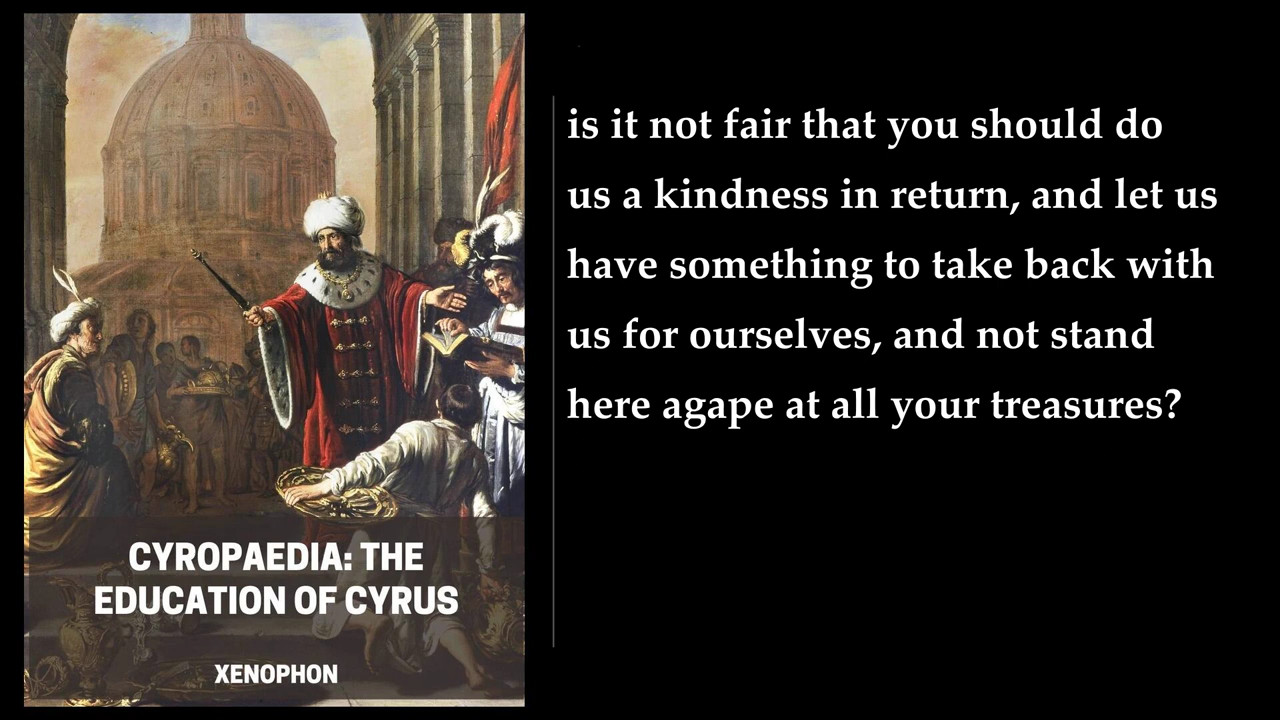 CYROPAEDIA: THE
EDUCATION OF CYRUS
XENOPHON
is it not fair that you should do
us a kindness in return, and let us
have something to take back with
us for ourselves, and not stand
here agape at all your treasures?